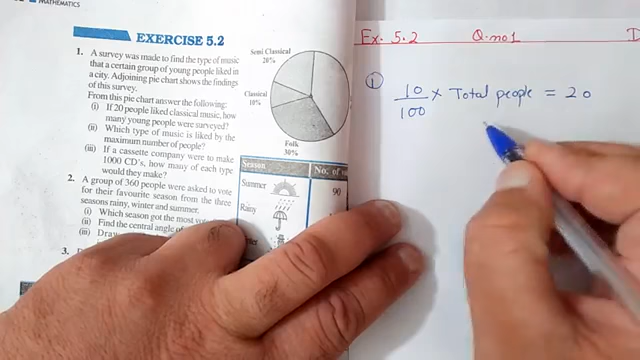 MATHEMATICS
EXERCISE 5.2
1. A survey was made to find the type of music
that a certain group of young people liked in
a city. Adjoining pie chart shows the findings
of this survey.
From this pie chart answer the following:
(i) If 20 people liked classical music, how
many young people were surveyed?
(ii) Which type of music is liked by the
maximum number of people?
(iii) If a cassette company were to make
1000 CD's, how many of each type
would they make?
2. A group of 360 people were asked to vote
for their favourite season from the three
seasons rainy, winter and summer.
(i) Which season got the most
(ii) Find the central angle
(iii)
3.
Semi Classical
20%
Classical
10%
Folk
30%
Season
No. of
Summer
90
Rainy
Ex. 5.2 Q.no1
① 10/100 × Total people = 20